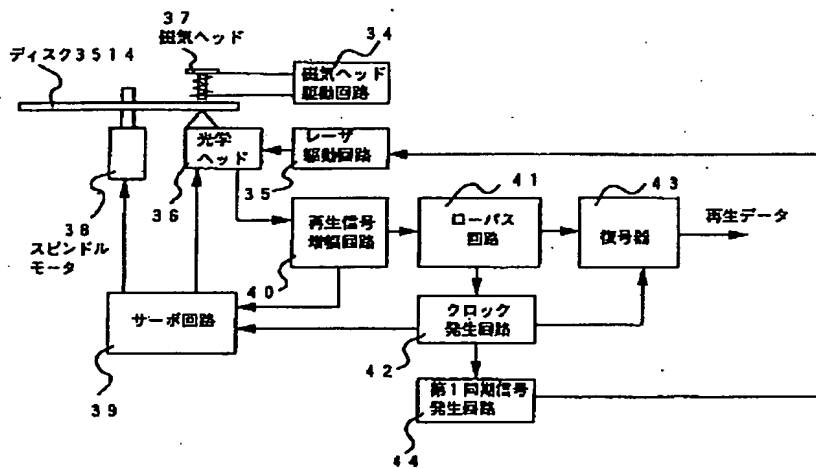 37
磁気ヘッド
34
ディスク3514
磁気ヘッド
駆動回路
光学
ヘッド
レーザ
駆動回路
35
36
41
43
38
スピンドル
モータ
再生信号
増幅回路
ローパス
回路
復号器
再生データ
40
サーボ回路
クロック
発生回路
42
39
第1同期信号
発生回路
44